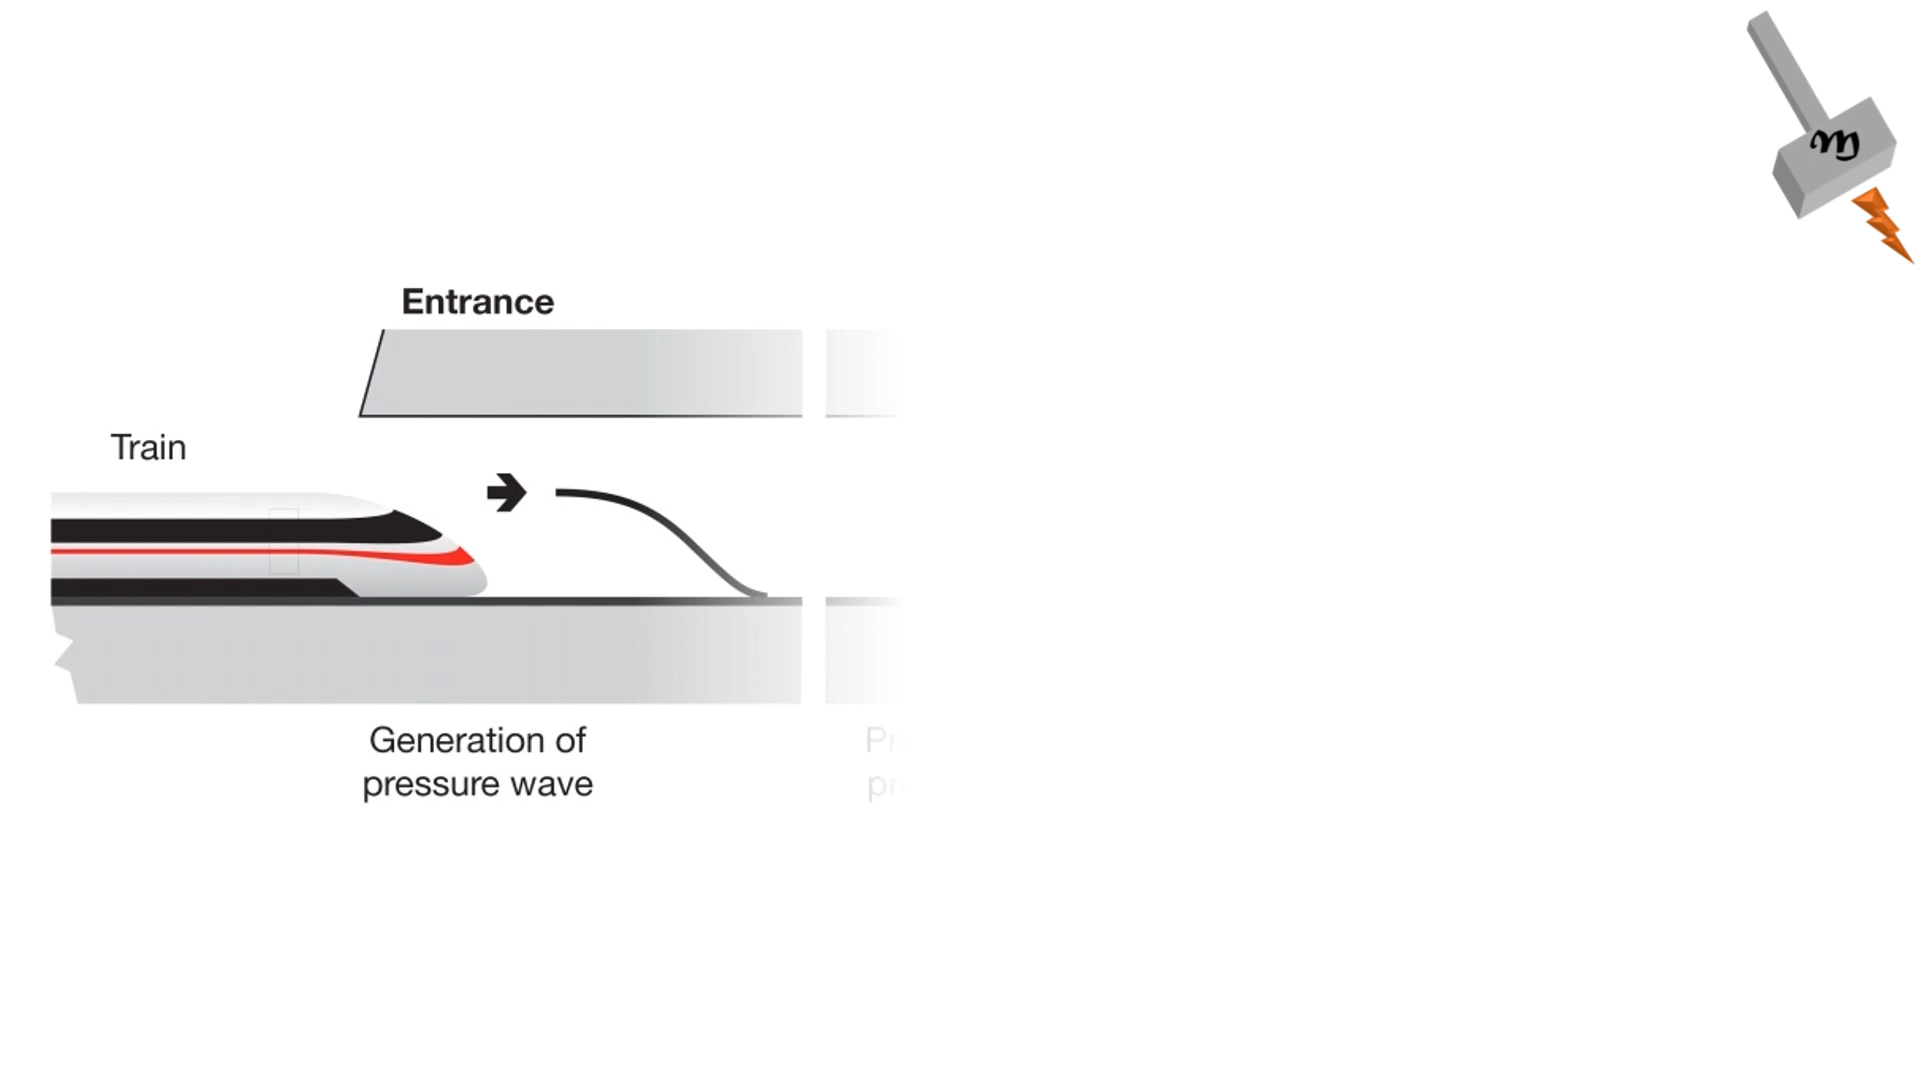 Entrance
Train
Generation of
pressure wave